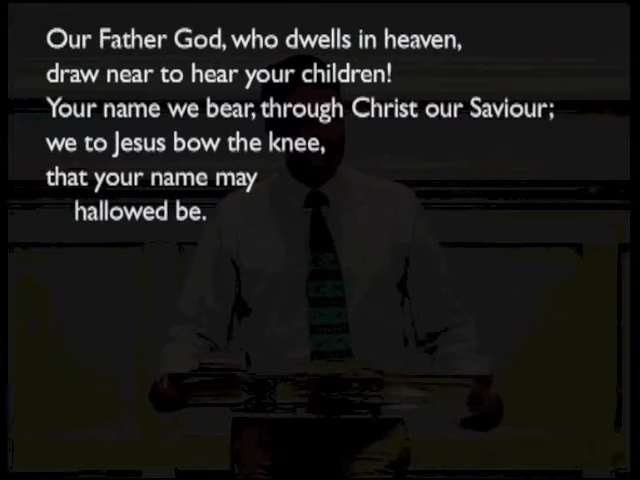 Our Father God, who dwells in heaven,
draw near to hear your children!
Your name we bear, through Christ our Saviour;
we to Jesus bow the knee,
that your name may
hallowed be.